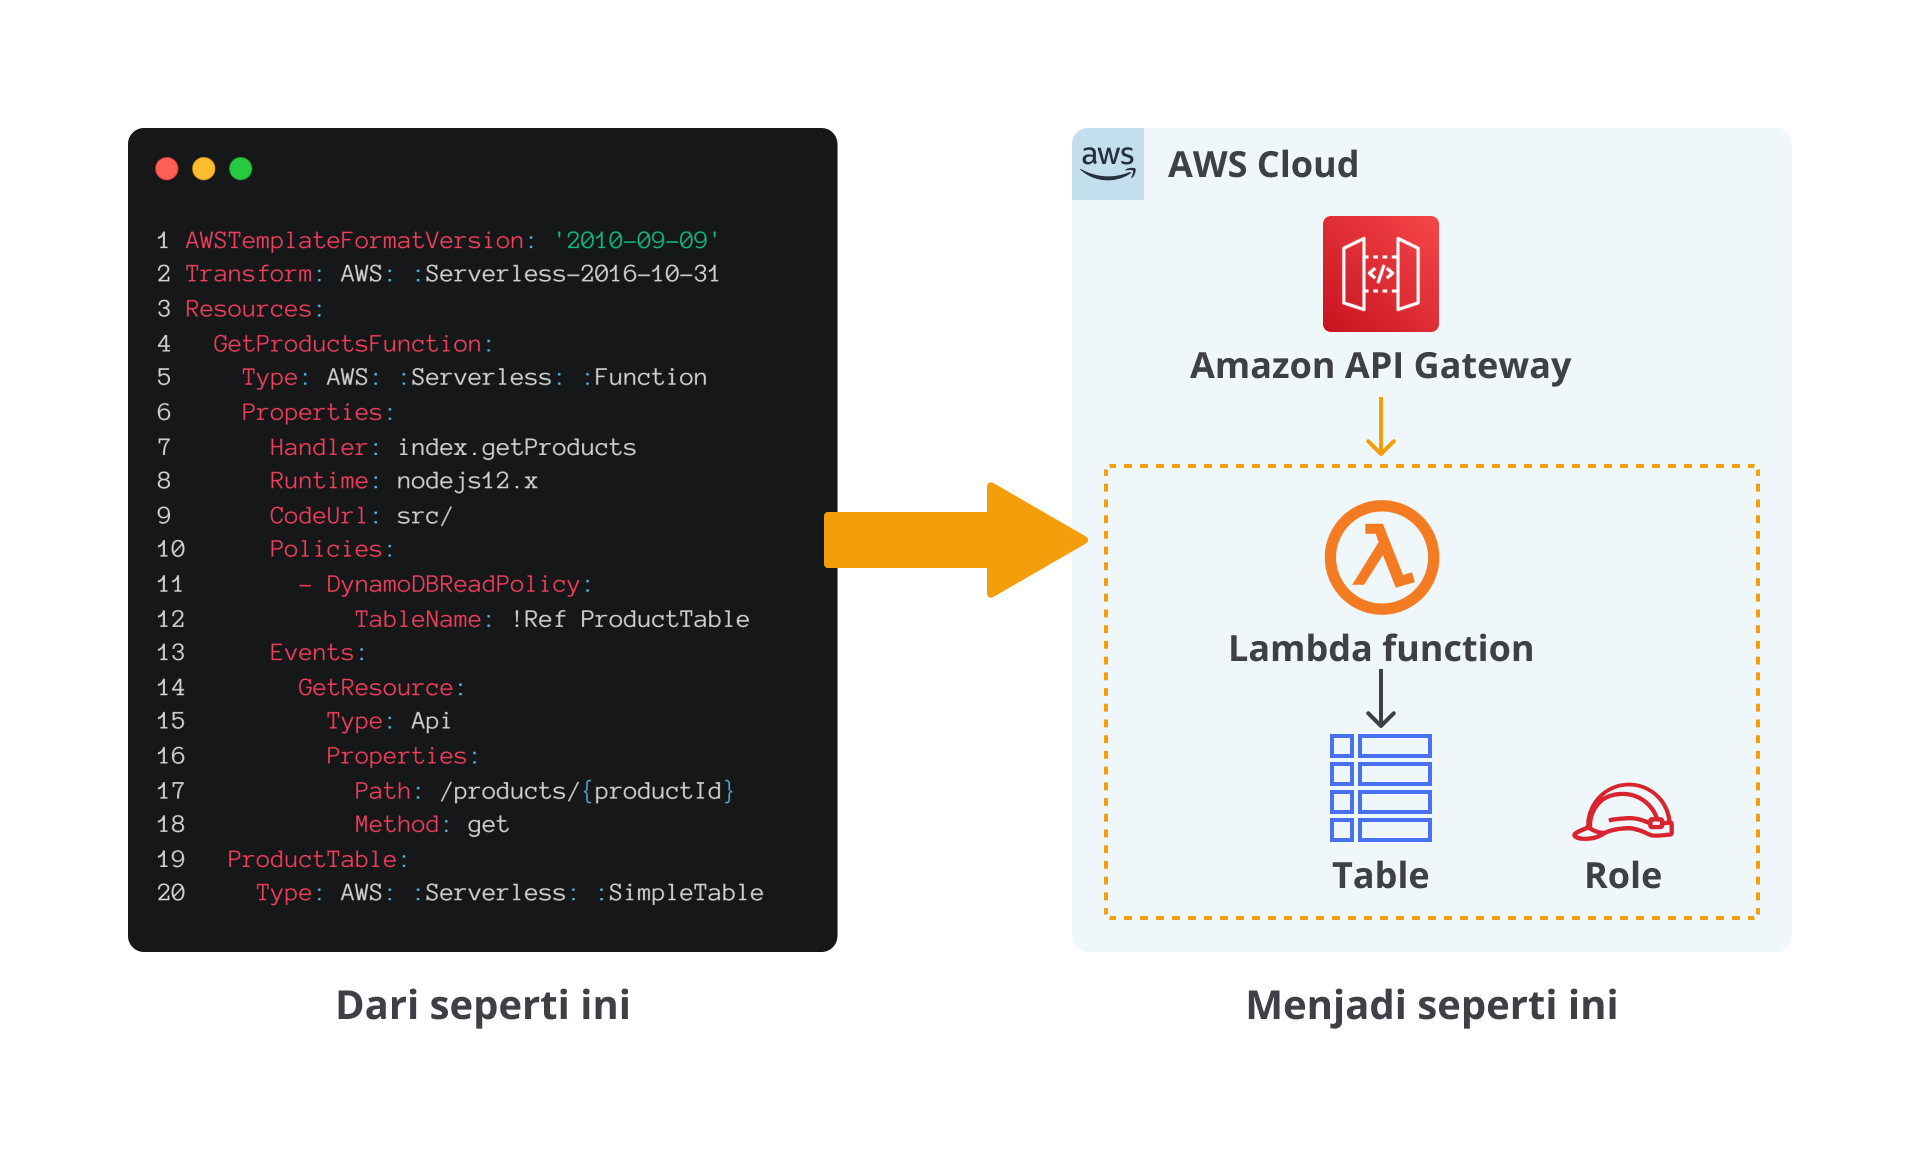 1 AWSTemplateFormatVersion: '2010-09-09'
2 Transform: AWS: :Serverless-2016-10-31
3 Resources:
4   GetProductsFunction:
5     Type: AWS: :Serverless: :Function
6     Properties:
7       Handler: index.getProducts
8       Runtime: nodejs12.x
9       CodeUrl: src/
10      Policies:
11        - DynamoDBReadPolicy:
12            TableName: !Ref ProductTable
13      Events:
14        GetResource:
15          Type: Api
16          Properties:
17            Path: /products/{productId}
18            Method: get
19   ProductTable:
20     Type: AWS: :Serverless: :SimpleTable
Dari seperti ini
aws
AWS Cloud
</>
Amazon API Gateway
λ
Lambda function
Table
Role
Menjadi seperti ini